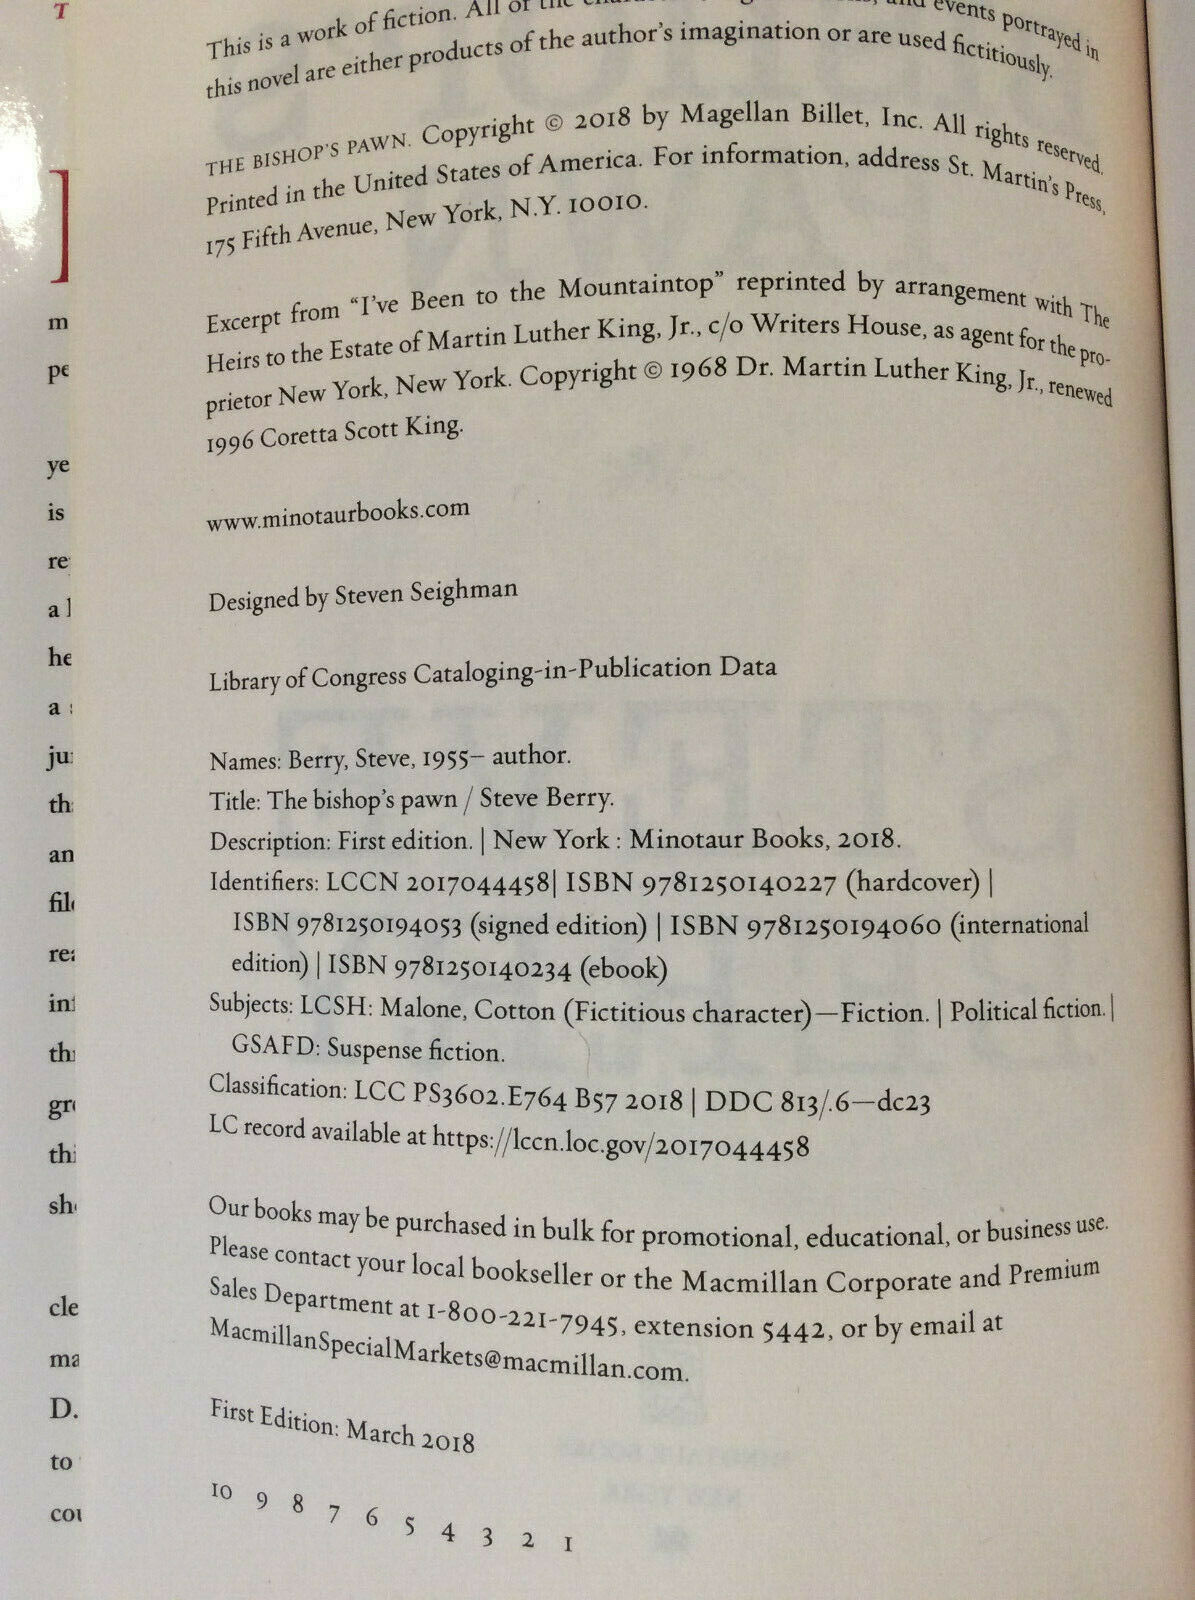 This is a work of fiction. All of the and events portrayed in
this novel are either products of the author's imagination or are used fictitiously.
THE BISHOP'S PAWN. Copyright © 2018 by Magellan Billet, Inc. All rights reserved.
Printed in the United States of America. For information, address St. Martin's Press,
175 Fifth Avenue, New York, N.Y. 10010.
Excerpt from “I've Been to the Mountaintop” reprinted by arrangement with The
Heirs to the Estate of Martin Luther King, Jr., c/o Writers House, as agent for the pro-
prietor New York, New York. Copyright © 1968 Dr. Martin Luther King, Jr., renewed
1996 Coretta Scott King.
www.minotaurbooks.com
Designed by Steven Seighman
Library of Congress Cataloging-in-Publication Data
Names: Berry, Steve, 1955– author.
Title: The bishop's pawn / Steve Berry.
Description: First edition. | New York : Minotaur Books, 2018.
Identifiers: LCCN 2017044458| ISBN 9781250140227 (hardcover) |
ISBN 9781250194053 (signed edition) | ISBN 9781250194060 (international
edition) | ISBN 9781250140234 (ebook)
Subjects: LCSH: Malone, Cotton (Fictitious character)—Fiction. | Political fiction. |
GSAFD: Suspense fiction.
Classification: LCC PS3602.E764 B57 2018 | DDC 813/.6—dc23
LC record available at https://lccn.loc.gov/2017044458
Our books may be purchased in bulk for promotional, educational, or business use.
Please contact your local bookseller or the Macmillan Corporate and Premium
Sales Department at 1-800-221-7945, extension 5442, or by email at
MacmillanSpecialMarkets@macmillan.com.
First Edition: March 2018
10 9 8 7 6 5 4 3 2 1